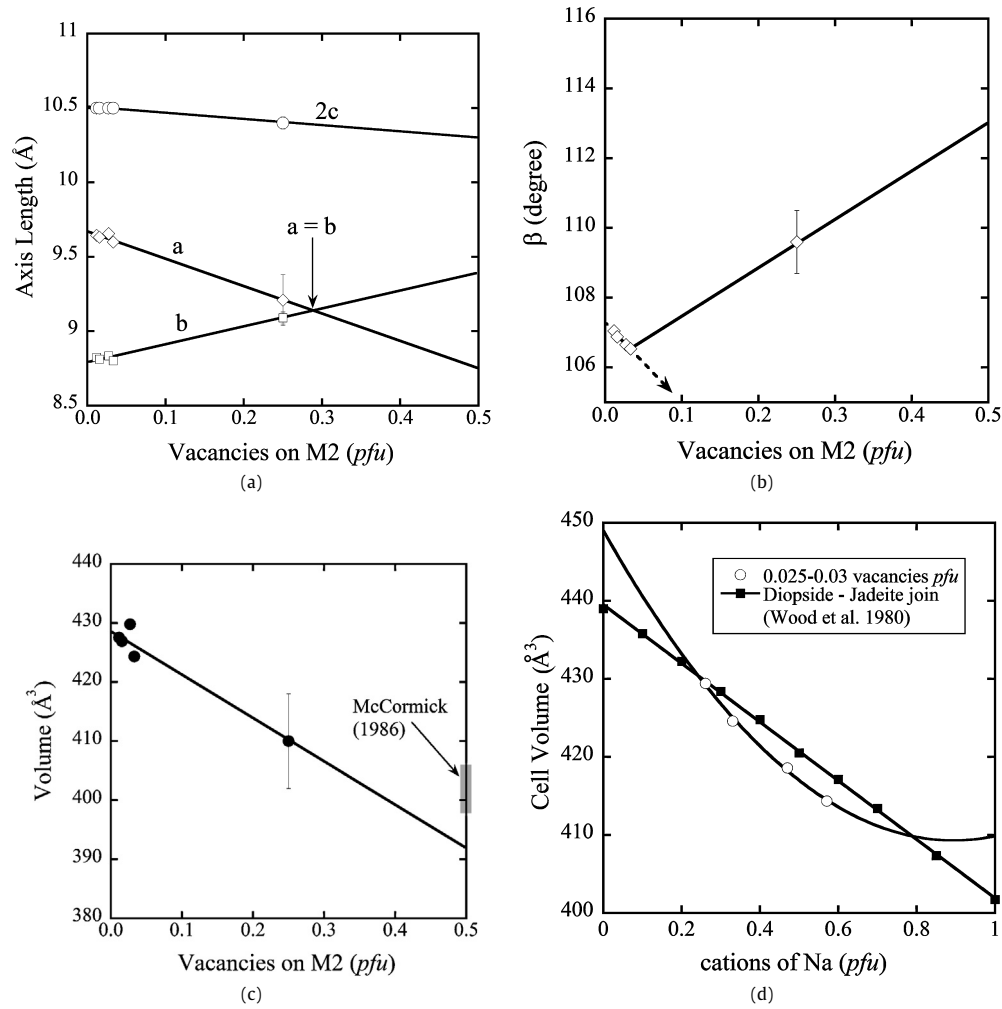 11
10.5
10
9.5
9
8.5
0.0 0.1 0.2 0.3 0.4 0.5
Axis Length (Å)
2c
a
a = b
b
Vacancies on M2 (pfu)
(a)
116
114
112
110
108
106
0.0 0.1 0.2 0.3 0.4 0.5
β (degree)
Vacancies on M2 (pfu)
(b)
440
430
420
410
400
390
380
0.0 0.1 0.2 0.3 0.4 0.5
Volume (Å³)
McCormick
(1986)
Vacancies on M2 (pfu)
(c)
450
440
430
420
410
400
0 0.2 0.4 0.6 0.8 1
Cell Volume (Å³)
0.025-0.03 vacancies pfu
Diopside - Jadeite join
(Wood et al. 1980)
cations of Na (pfu)
(d)